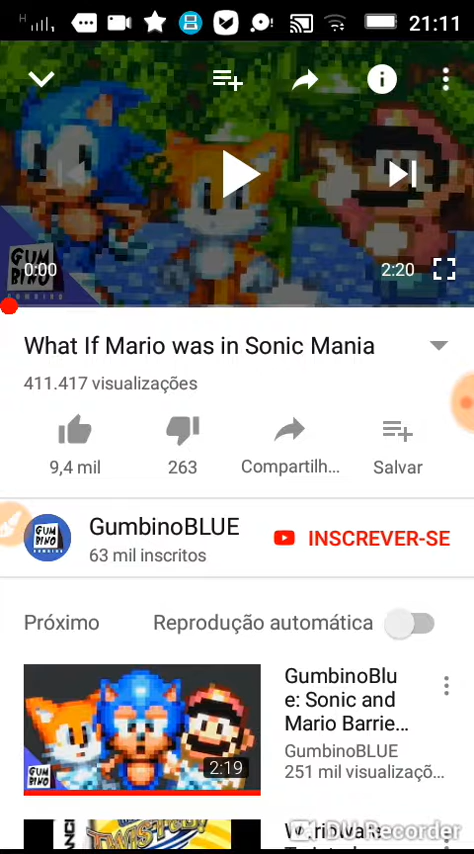 H
21:11
GUM
BINO
0:00
2:20
What If Mario was in Sonic Mania
411.417 visualizações
9,4 mil
263
Compartilh...
Salvar
GUM
BINO
GumbinoBLUE
63 mil inscritos
INSCREVER-SE
Próximo
Reprodução automática
GUM
BINO
2:19
GumbinoBlu
e: Sonic and
Mario Barrie...
GumbinoBLUE
251 mil visualizaçõ...
DU Recorder